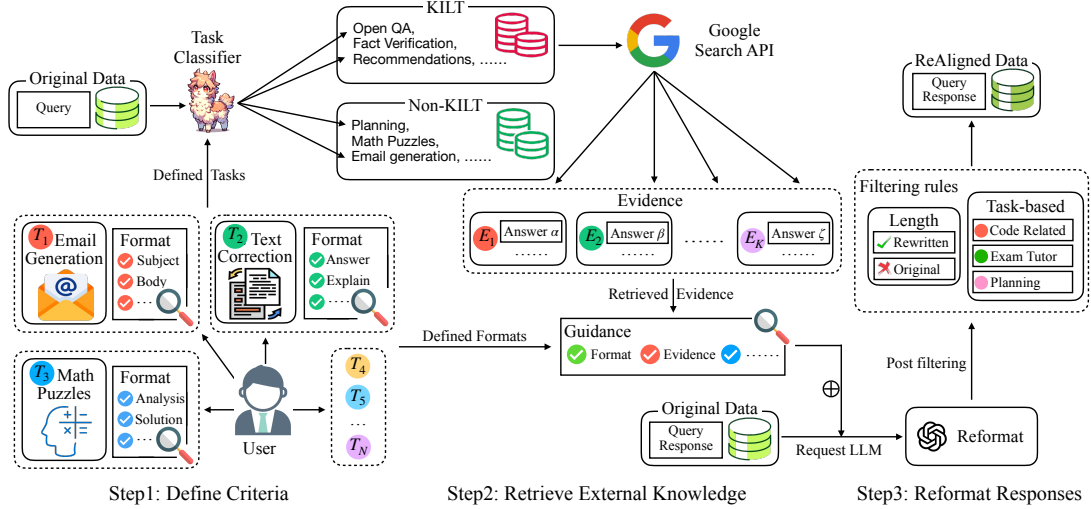 Original Data
Query
Task
Classifier
KILT
Open QA,
Fact Verification,
Recommendations, ......
Non-KILT
Planning,
Math Puzzles,
Email generation, ......
Google
Search API
Defined Tasks
T1 Email
Generation
Format
Subject
Body
......
T2 Text
Correction
Format
Answer
Explain
......
T3 Math
Puzzles
Format
Analysis
Solution
......
T4
T5
...
TN
User
Step1: Define Criteria
Evidence
E1 Answer α
......
E2 Answer β
......
......
EK Answer ζ
......
Retrieved Evidence
Defined Formats
Guidance
Format
Evidence
......
⊕
Original Data
Query
Response
Request LLM
Step2: Retrieve External Knowledge
ReAligned Data
Query
Response
Filtering rules
Length
Rewritten
Original
Task-based
Code Related
Exam Tutor
Planning
Post filtering
Reformat
Step3: Reformat Responses